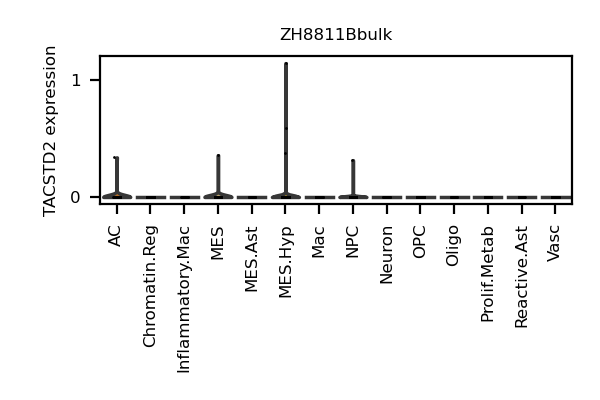 ZH8811Bbulk
TACSTD2 expression
1
0
AC
Chromatin.Reg
Inflammatory.Mac
MES
MES.Ast
MES.Hyp
Mac
NPC
Neuron
OPC
Oligo
Prolif.Metab
Reactive.Ast
Vasc